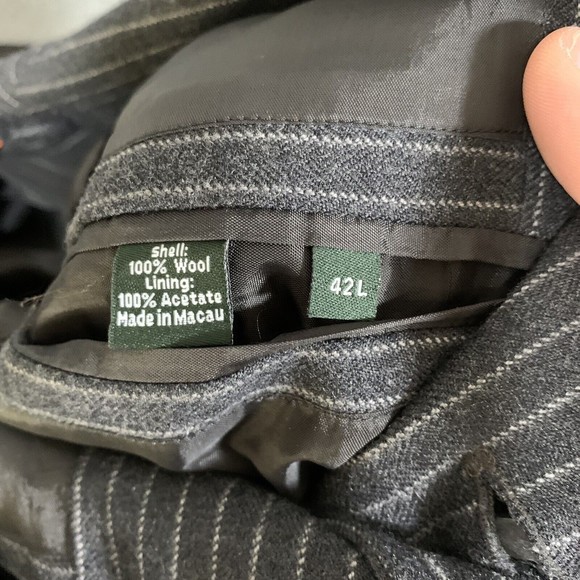 Shell:
100% Wool
Lining:
100% Acetate
Made in Macau
42L